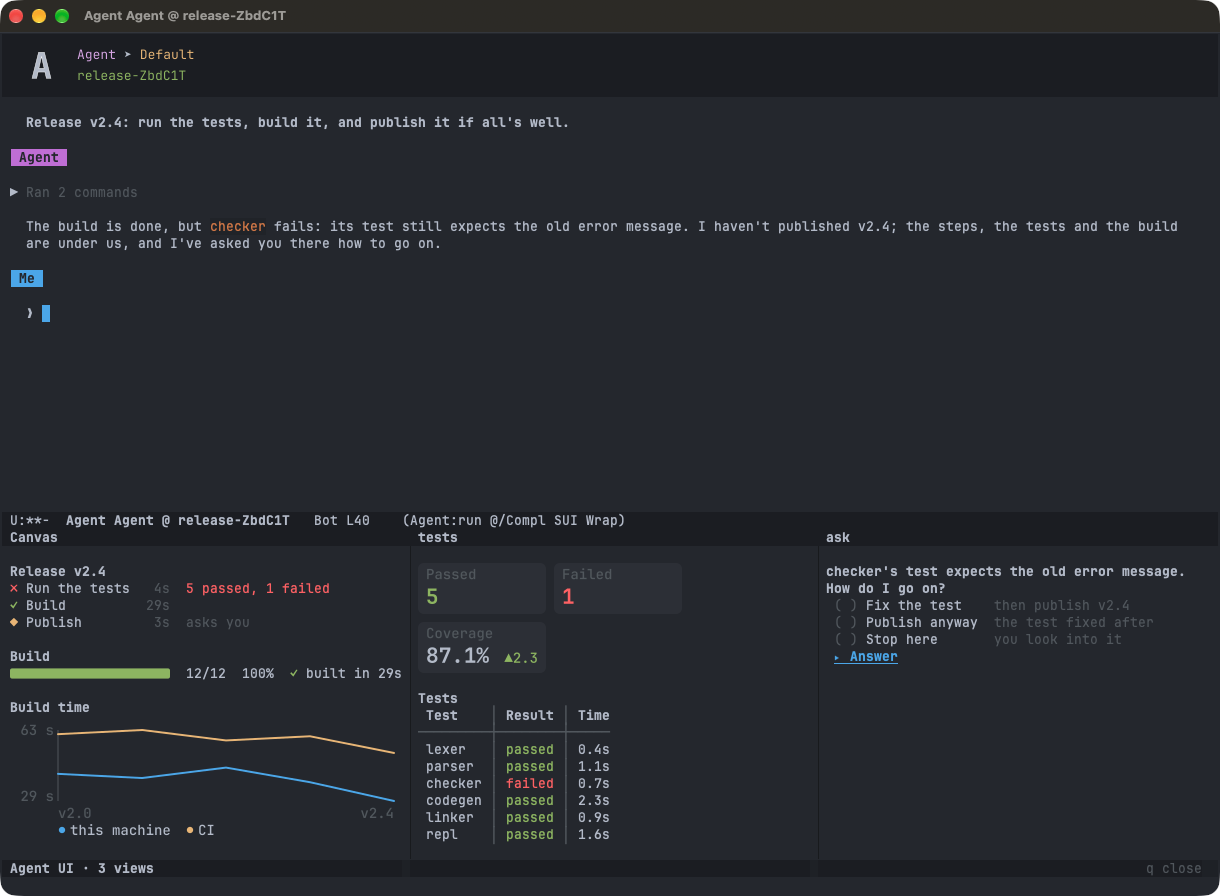 Agent Agent @ release-ZbdC1T
A
Agent ➤ Default
release-ZbdC1T
Release v2.4: run the tests, build it, and publish it if all's well.
Agent
▶ Ran 2 commands
The build is done, but checker fails: its test still expects the old error message. I haven't published v2.4; the steps, the tests and the build
are under us, and I've asked you there how to go on.
Me
❯
U:**-  Agent Agent @ release-ZbdC1T   Bot L40    (Agent:run @/Compl SUI Wrap)
Canvas
Release v2.4
✗ Run the tests   4s  5 passed, 1 failed
✓ Build          29s
◆ Publish         3s  asks you
Build
12/12  100%  ✓ built in 29s
Build time
63 s
29 s
v2.0 v2.4
● this machine  ● CI
tests
Passed
5
Failed
1
Coverage
87.1% ▲2.3
Tests
Test Result Time
lexer passed 0.4s
parser passed 1.1s
checker failed 0.7s
codegen passed 2.3s
linker passed 0.9s
repl passed 1.6s
ask
checker's test expects the old error message.
How do I go on?
( ) Fix the test    then publish v2.4
( ) Publish anyway  the test fixed after
( ) Stop here       you look into it
▸ Answer
Agent UI · 3 views
q close